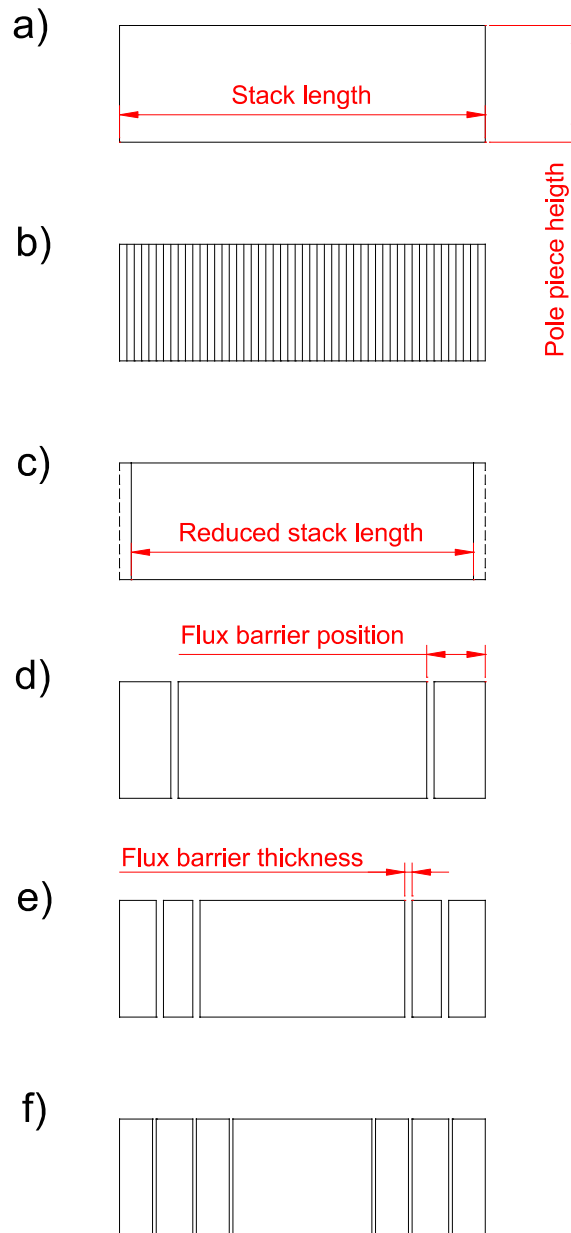 a)
Stack length
Pole piece heigth
b)
c)
Reduced stack length
Flux barrier position
d)
Flux barrier thickness
e)
f)